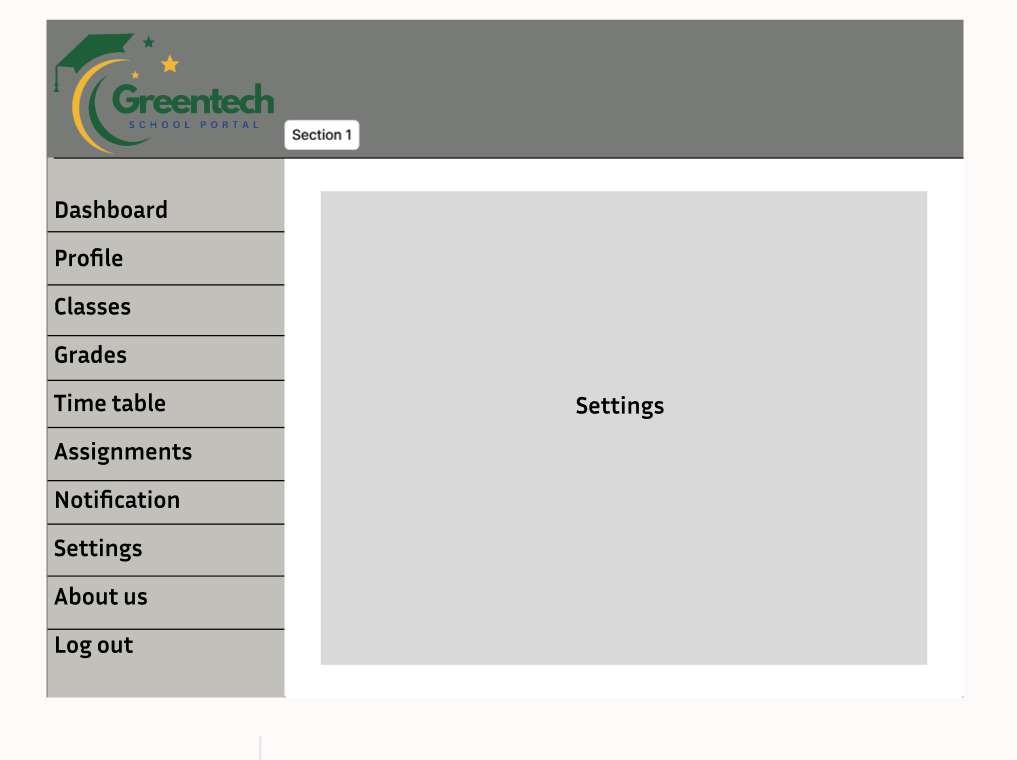 Greentech
SCHOOL PORTAL
Section 1
Dashboard
Profile
Classes
Grades
Time table
Assignments
Notification
Settings
About us
Log out
Settings